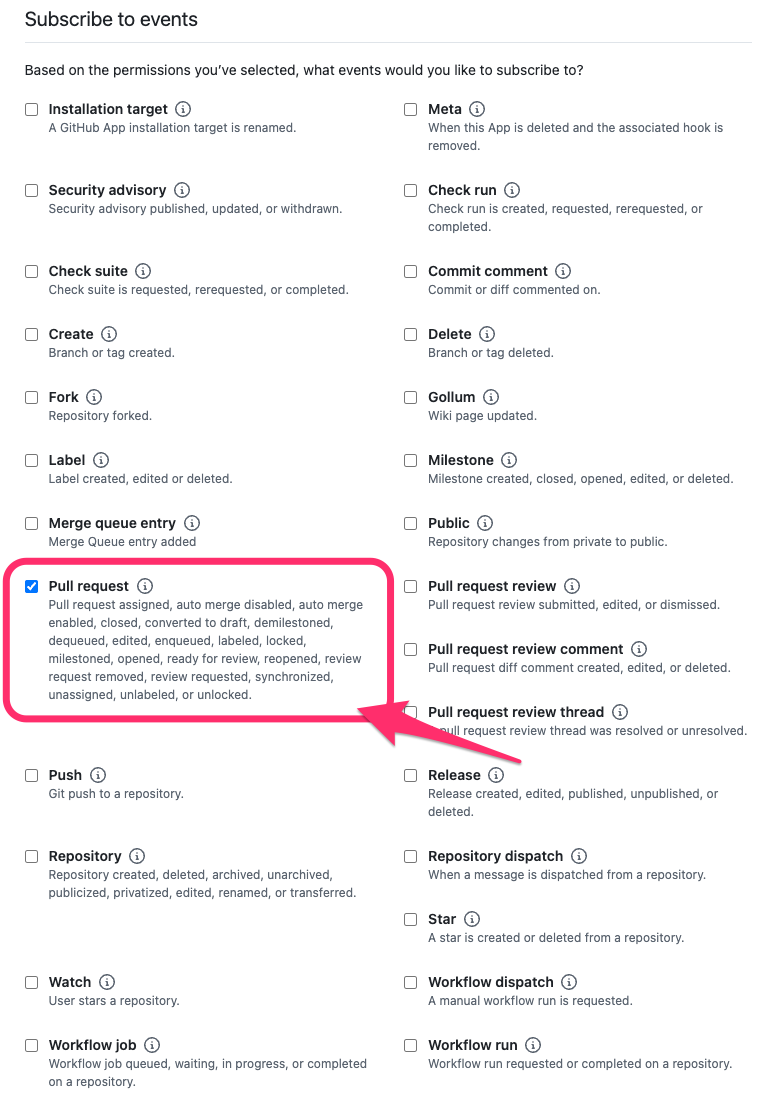 Subscribe to events
Based on the permissions you've selected, what events would you like to subscribe to?
Installation target
A GitHub App installation target is renamed.
Meta
When this App is deleted and the associated hook is
removed.
Security advisory
Security advisory published, updated, or withdrawn.
Check run
Check run is created, requested, rerequested, or
completed.
Check suite
Check suite is requested, rerequested, or completed.
Commit comment
Commit or diff commented on.
Create
Branch or tag created.
Delete
Branch or tag deleted.
Fork
Repository forked.
Gollum
Wiki page updated.
Label
Label created, edited or deleted.
Milestone
Milestone created, closed, opened, edited, or deleted.
Merge queue entry
Merge Queue entry added
Public
Repository changes from private to public.
Pull request
Pull request assigned, auto merge disabled, auto merge
enabled, closed, converted to draft, demilestoned,
dequeued, edited, enqueued, labeled, locked,
milestoned, opened, ready for review, reopened, review
request removed, review requested, synchronized,
unassigned, unlabeled, or unlocked.
Pull request review
Pull request review submitted, edited, or dismissed.
Pull request review comment
Pull request diff comment created, edited, or deleted.
Pull request review thread
pull request review thread was resolved or unresolved.
Push
Git push to a repository.
Release
Release created, edited, published, unpublished, or
deleted.
Repository
Repository created, deleted, archived, unarchived,
publicized, privatized, edited, renamed, or transferred.
Repository dispatch
When a message is dispatched from a repository.
Star
A star is created or deleted from a repository.
Watch
User stars a repository.
Workflow dispatch
A manual workflow run is requested.
Workflow job
Workflow job queued, waiting, in progress, or completed
on a repository.
Workflow run
Workflow run requested or completed on a repository.